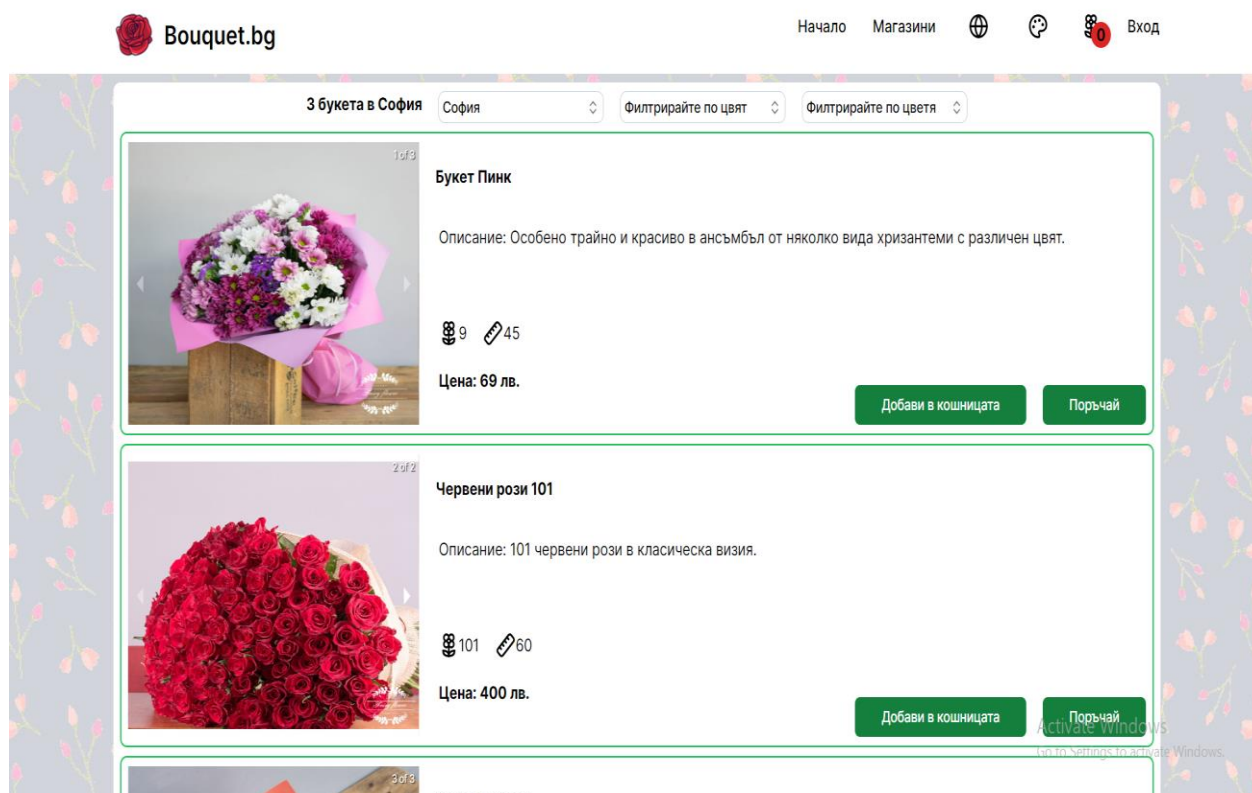 Bouquet.bg
Начало Магазини 0 Вход
3 букета в София София Филтрирайте по цвят Филтрирайте по цветя
1 of 3
Букет Пинк
Описание: Особено трайно и красиво в ансъмбъл от няколко вида хризантеми с различен цвят.
9 45
Цена: 69 лв.
Добави в кошницата Поръчай
2 of 2
Червени рози 101
Описание: 101 червени рози в класическа визия.
101 60
Цена: 400 лв.
Добави в кошницата Поръчай
Activate Windows
Go to Settings to activate Windows.
3 of 3